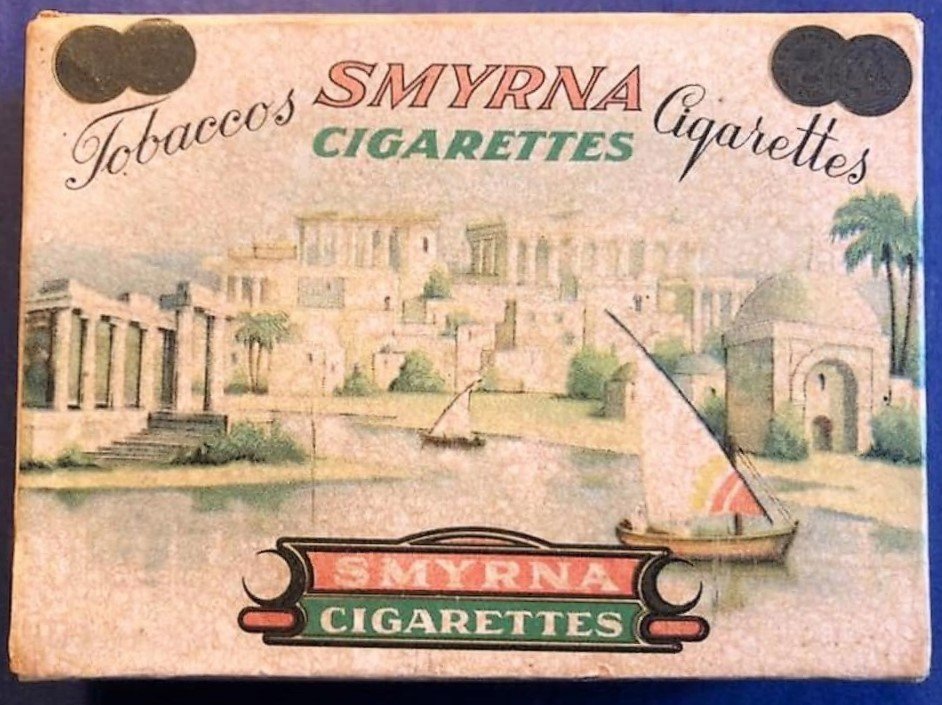 Tobaccos SMYRNA Cigarettes
CIGARETTES
SMYRNA
CIGARETTES